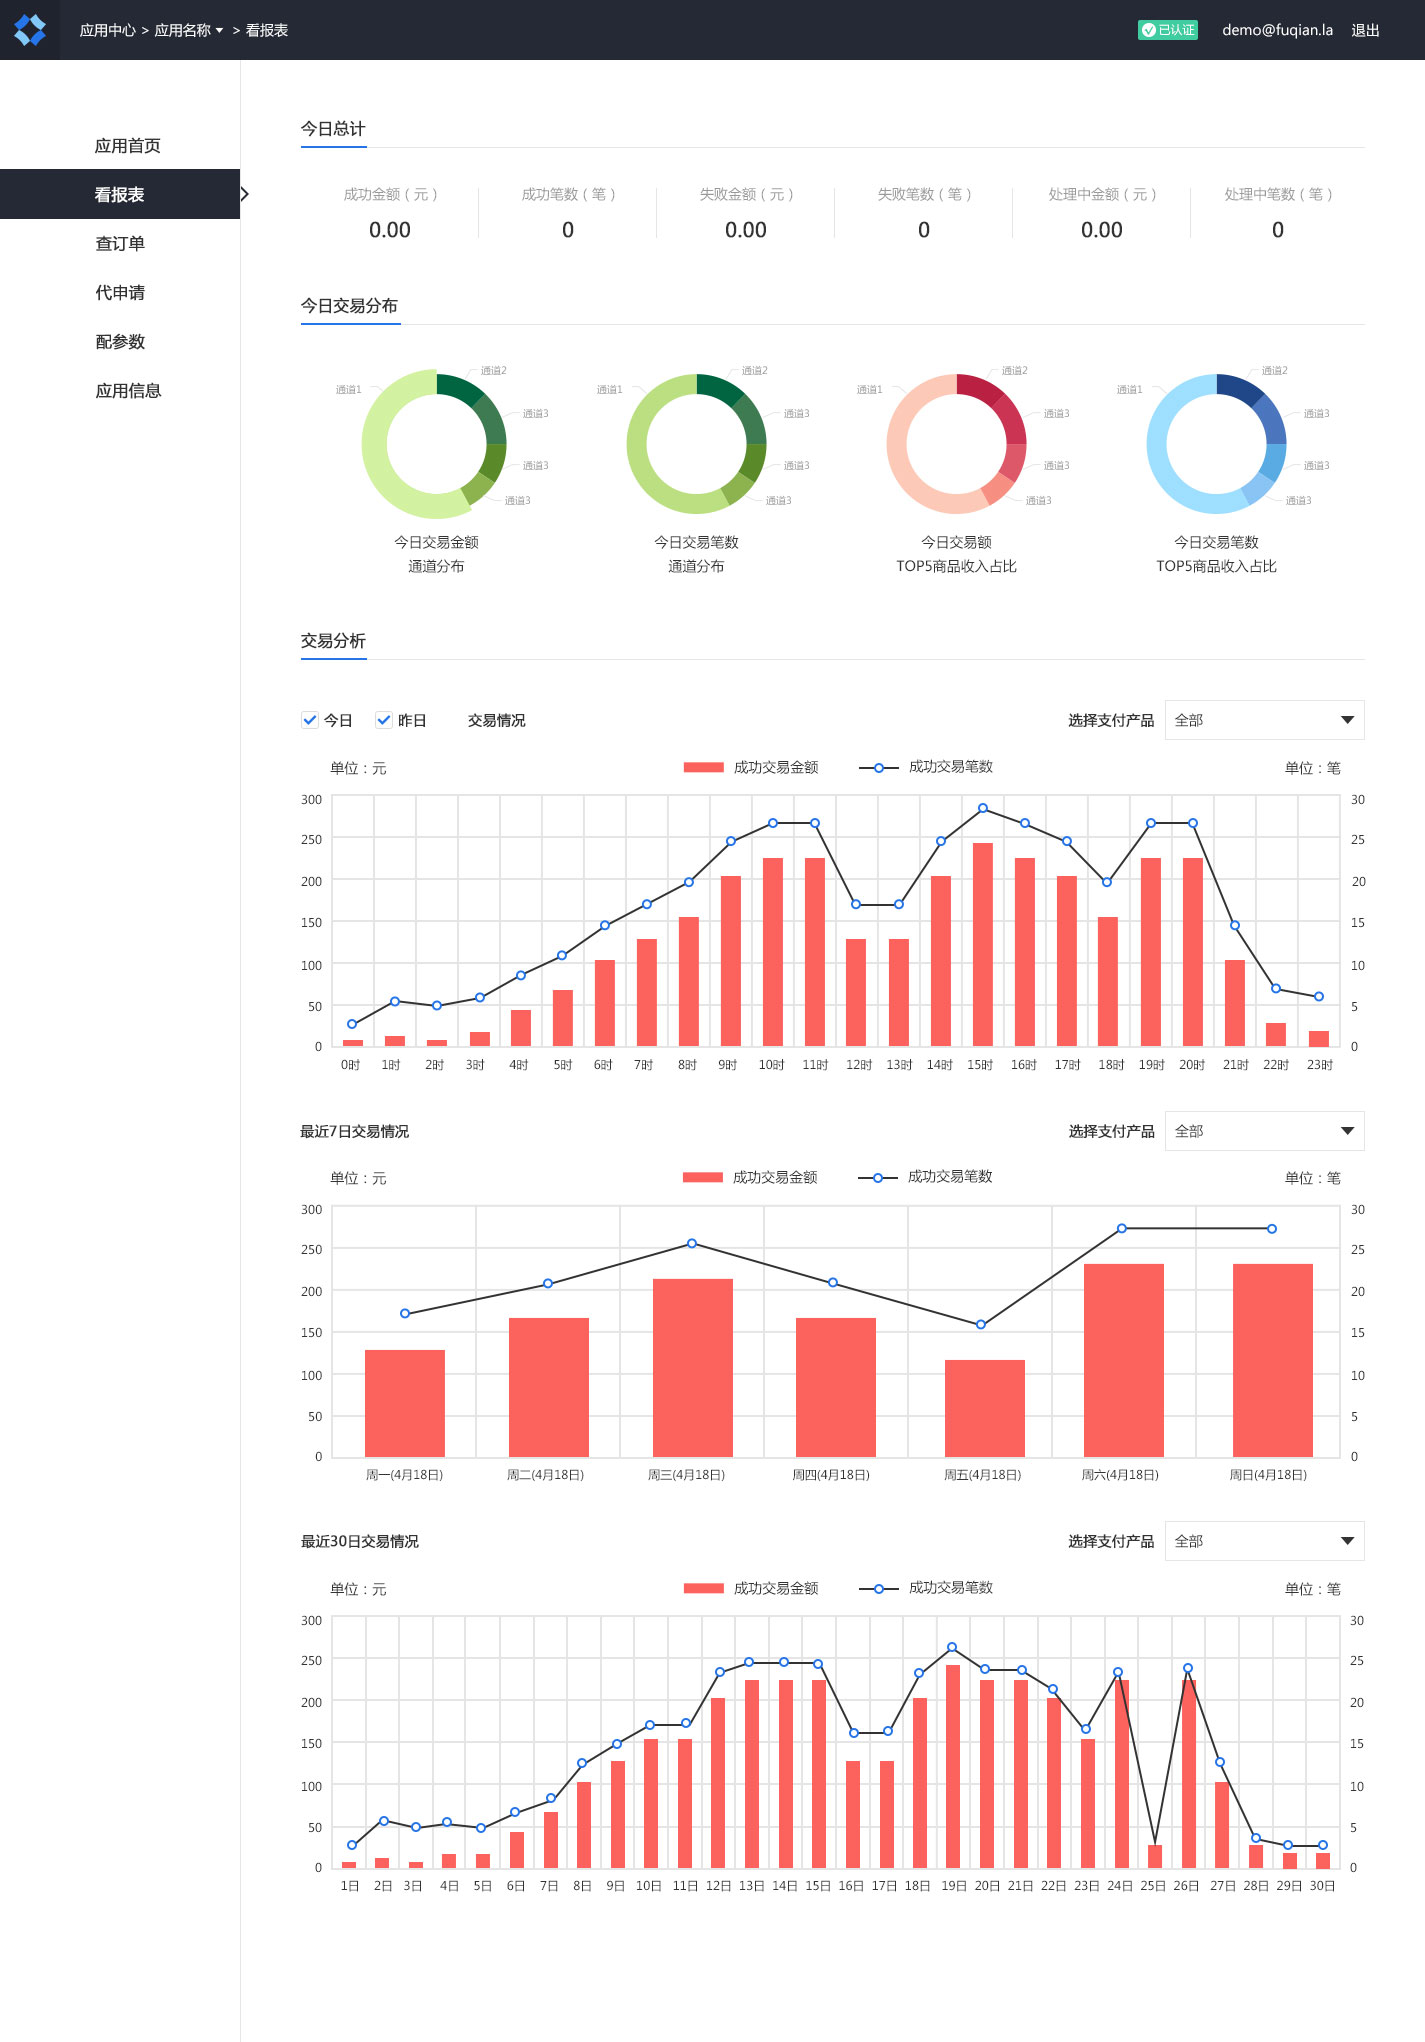 应用中心 > 应用名称 > 看报表
已认证 demo@fuqian.la 退出
应用首页
看报表
查订单
代申请
配参数
应用信息
今日总计
成功金额（元） 成功笔数（笔） 失败金额（元） 失败笔数（笔） 处理中金额（元） 处理中笔数（笔）
0.00 0 0.00 0 0.00 0
今日交易分布
通道1 通道2 通道3 通道3 通道3
今日交易金额
通道分布
通道1 通道2 通道3 通道3 通道3
今日交易笔数
通道分布
通道1 通道2 通道3 通道3 通道3
今日交易额
TOP5商品收入占比
通道1 通道2 通道3 通道3 通道3
今日交易笔数
TOP5商品收入占比
交易分析
今日 昨日 交易情况 选择支付产品 全部
单位：元 成功交易金额 成功交易笔数 单位：笔
300 30
250 25
200 20
150 15
100 10
50 5
0 0
0时 1时 2时 3时 4时 5时 6时 7时 8时 9时 10时 11时 12时 13时 14时 15时 16时 17时 18时 19时 20时 21时 22时 23时
最近7日交易情况 选择支付产品 全部
单位：元 成功交易金额 成功交易笔数 单位：笔
300 30
250 25
200 20
150 15
100 10
50 5
0 0
周一(4月18日) 周二(4月18日) 周三(4月18日) 周四(4月18日) 周五(4月18日) 周六(4月18日) 周日(4月18日)
最近30日交易情况 选择支付产品 全部
单位：元 成功交易金额 成功交易笔数 单位：笔
300 30
250 25
200 20
150 15
100 10
50 5
0 0
1日 2日 3日 4日 5日 6日 7日 8日 9日 10日 11日 12日 13日 14日 15日 16日 17日 18日 19日 20日 21日 22日 23日 24日 25日 26日 27日 28日 29日 30日